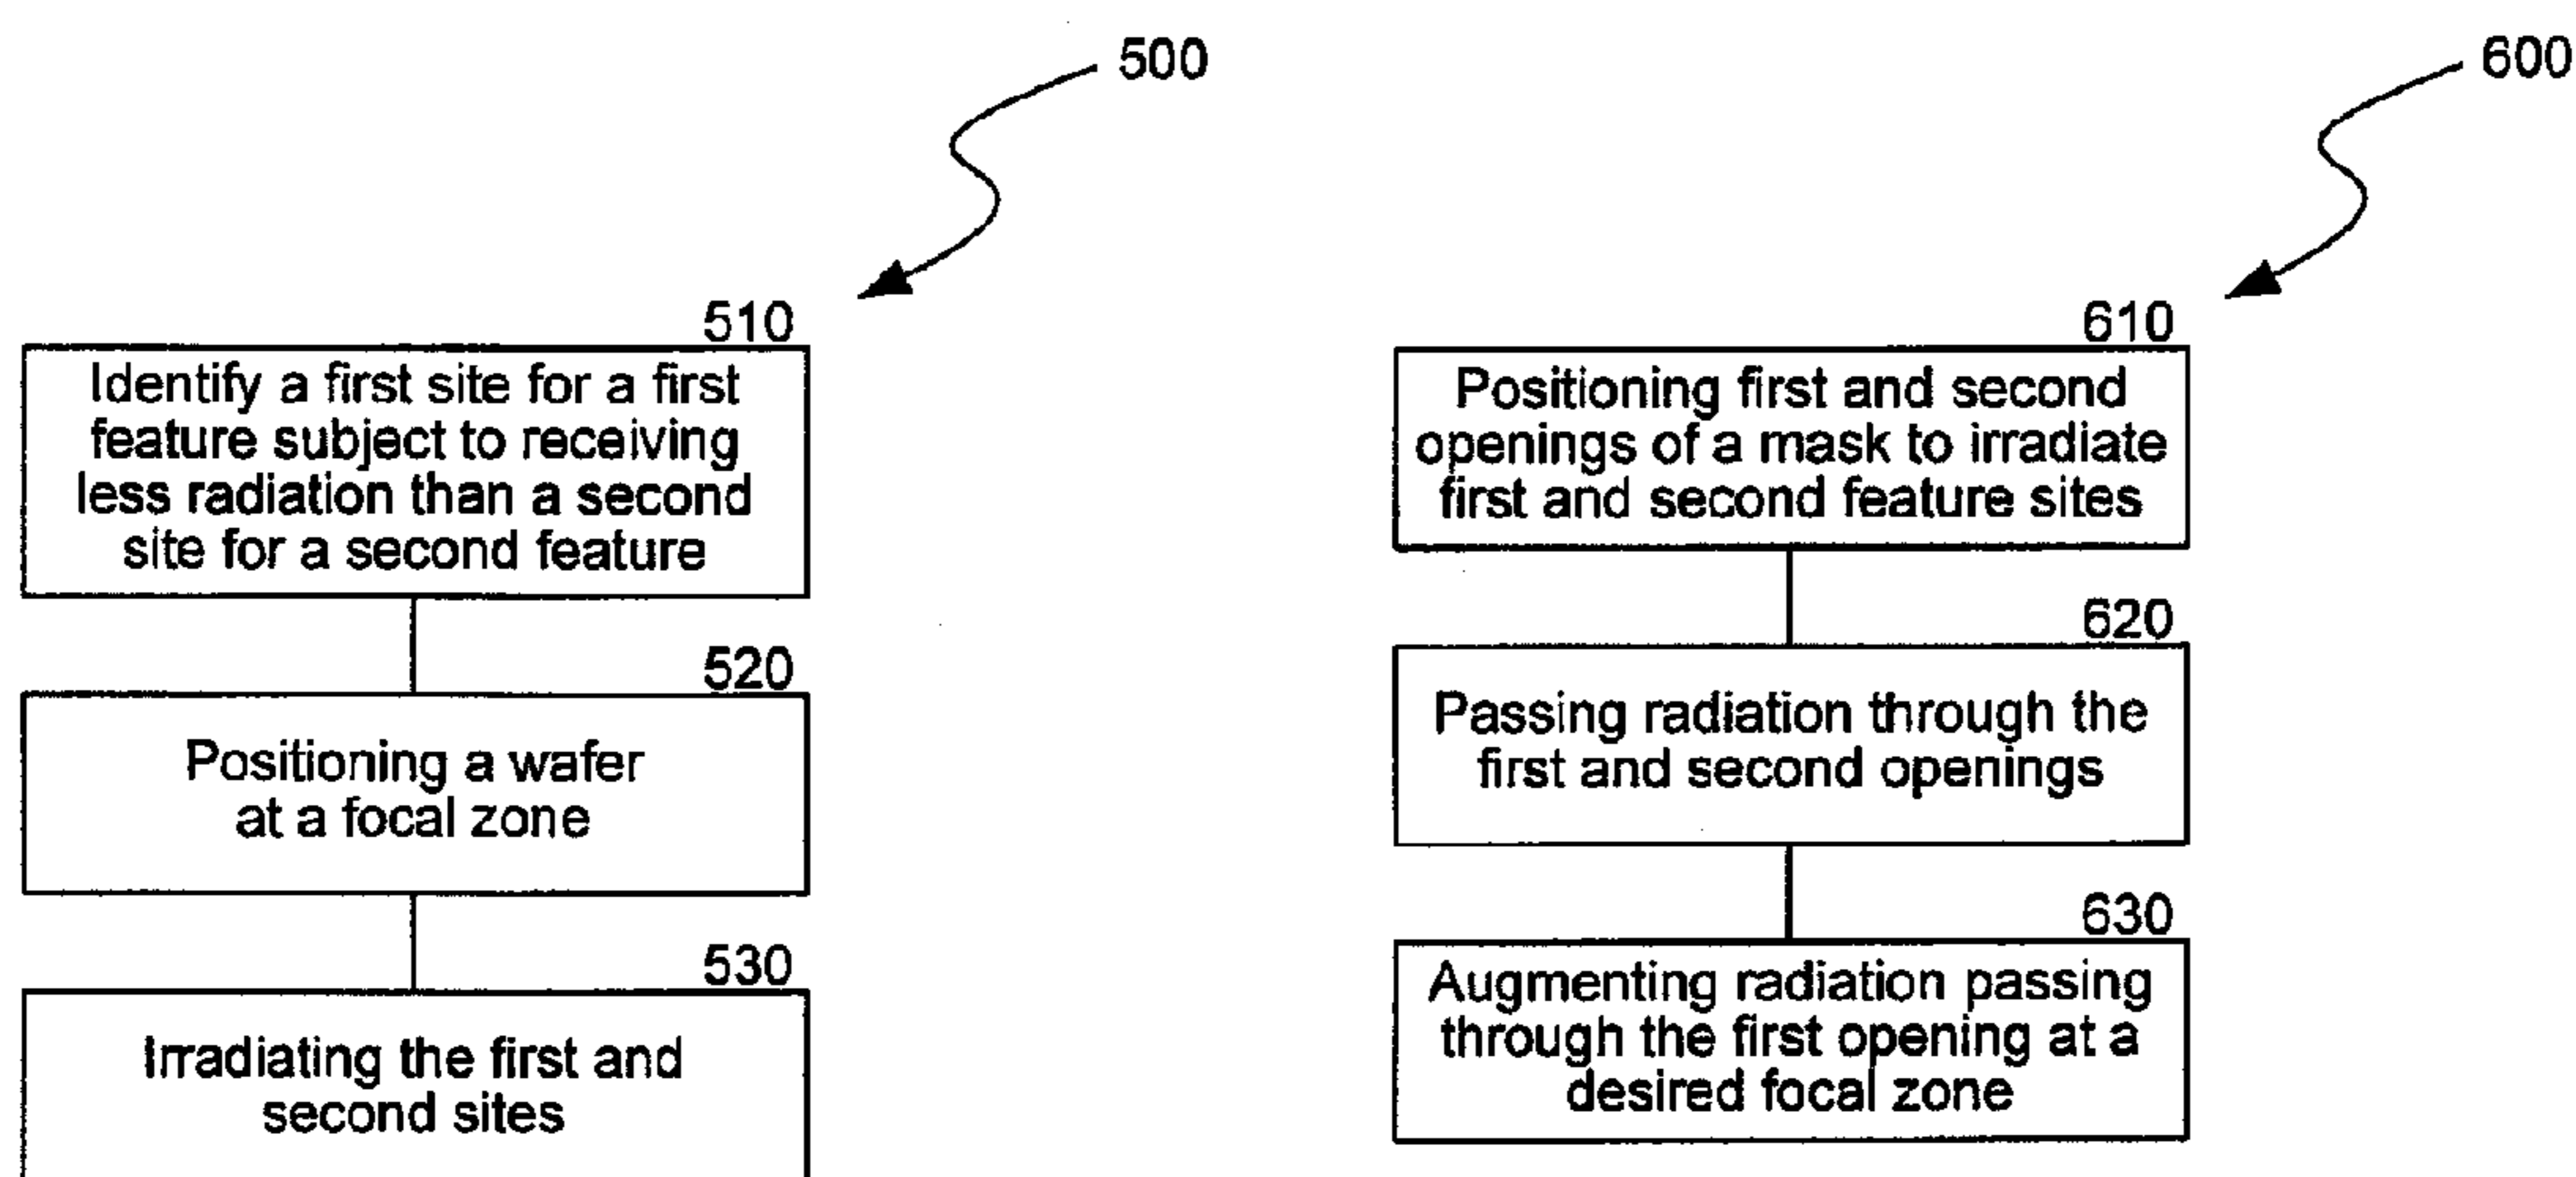 500
510
Identify a first site for a first
feature subject to receiving
less radiation than a second
site for a second feature
520
Positioning a wafer
at a focal zone
530
Irradiating the first and
second sites
600
610
Positioning first and second
openings of a mask to irradiate
first and second feature sites
620
Passing radiation through the
first and second openings
630
Augmenting radiation passing
through the first opening at a
desired focal zone